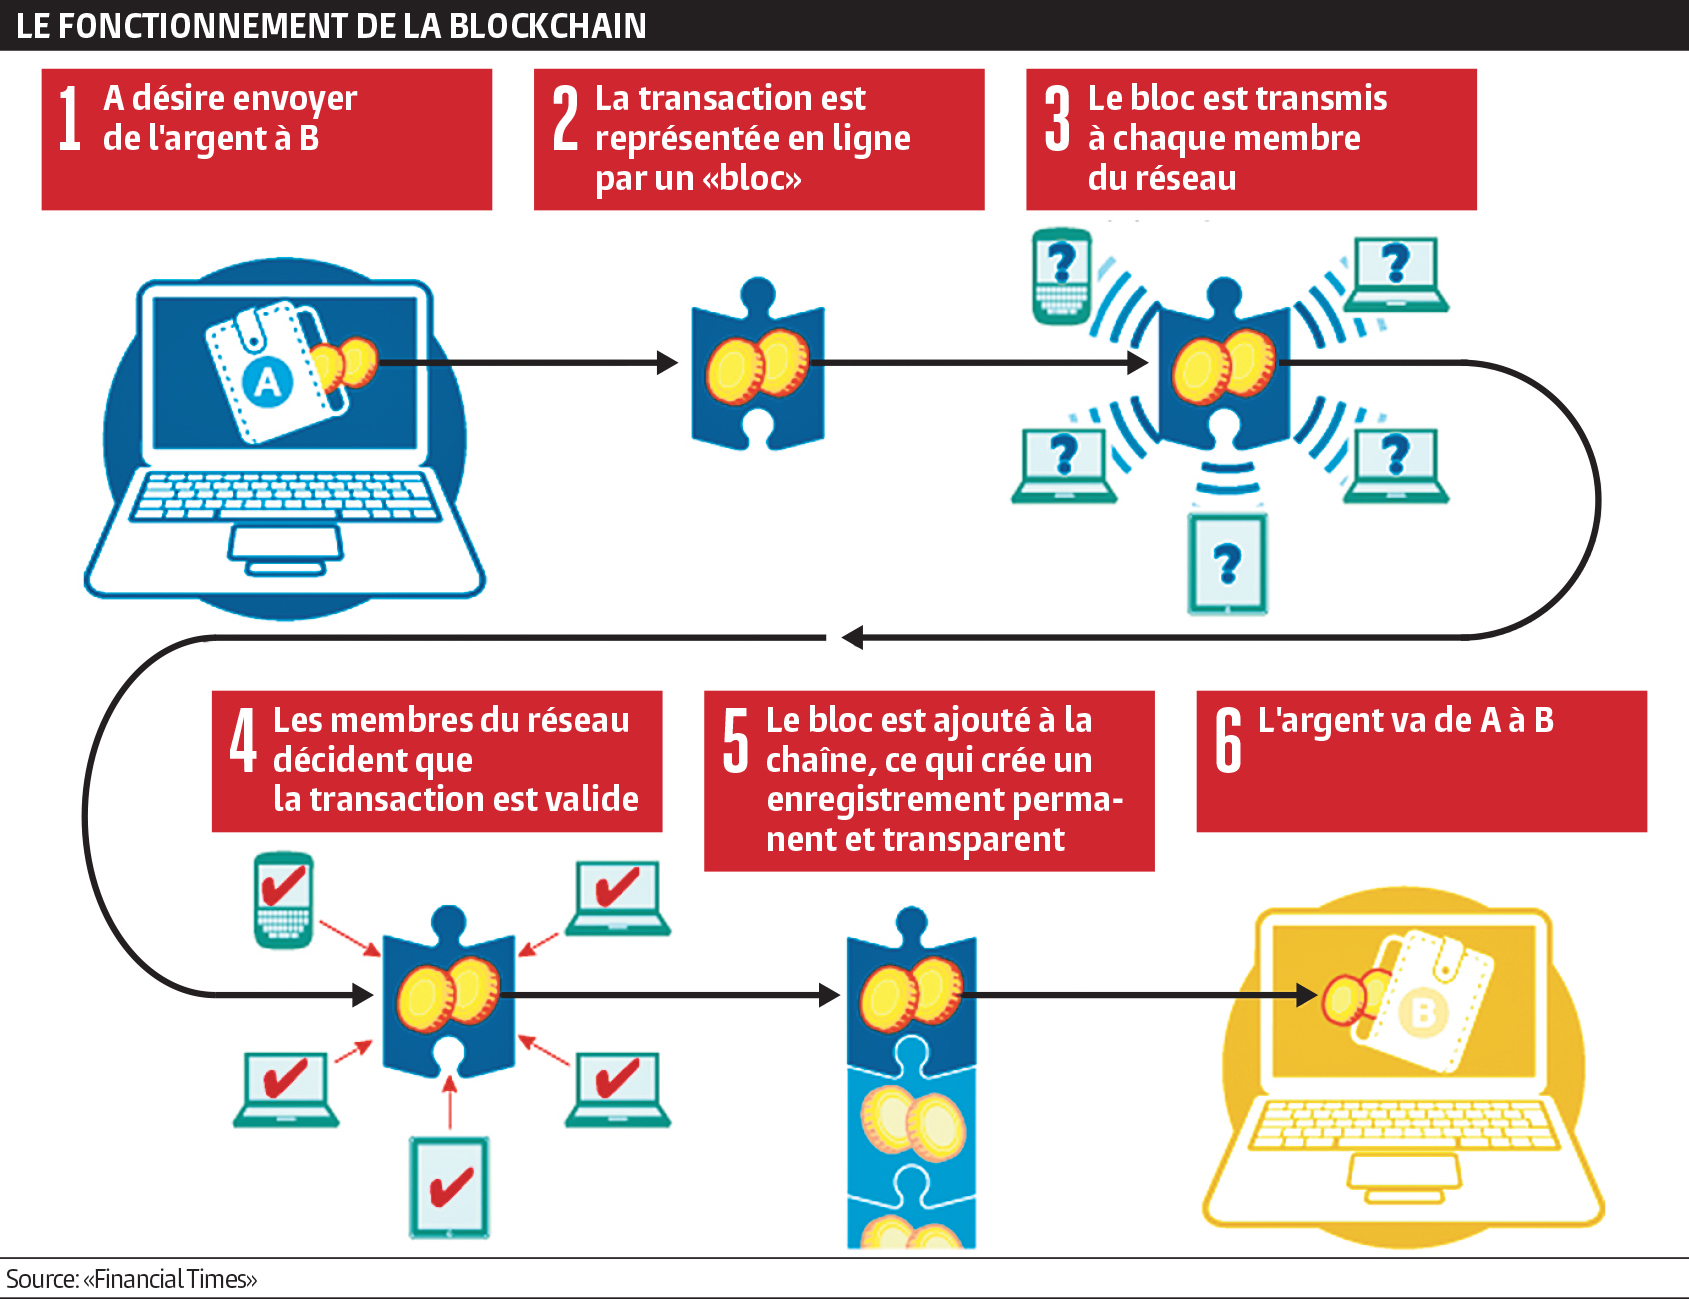 LE FONCTIONNEMENT DE LA BLOCKCHAIN
1 A désire envoyer
de l'argent à B
2 La transaction est
représentée en ligne
par un «bloc»
3 Le bloc est transmis
à chaque membre
du réseau
A
?
?
?
?
?
4 Les membres du réseau
décident que
la transaction est valide
5 Le bloc est ajouté à la
chaîne, ce qui crée un
enregistrement perma-
nent et transparent
6 L'argent va de A à B
B
Source: «Financial Times»